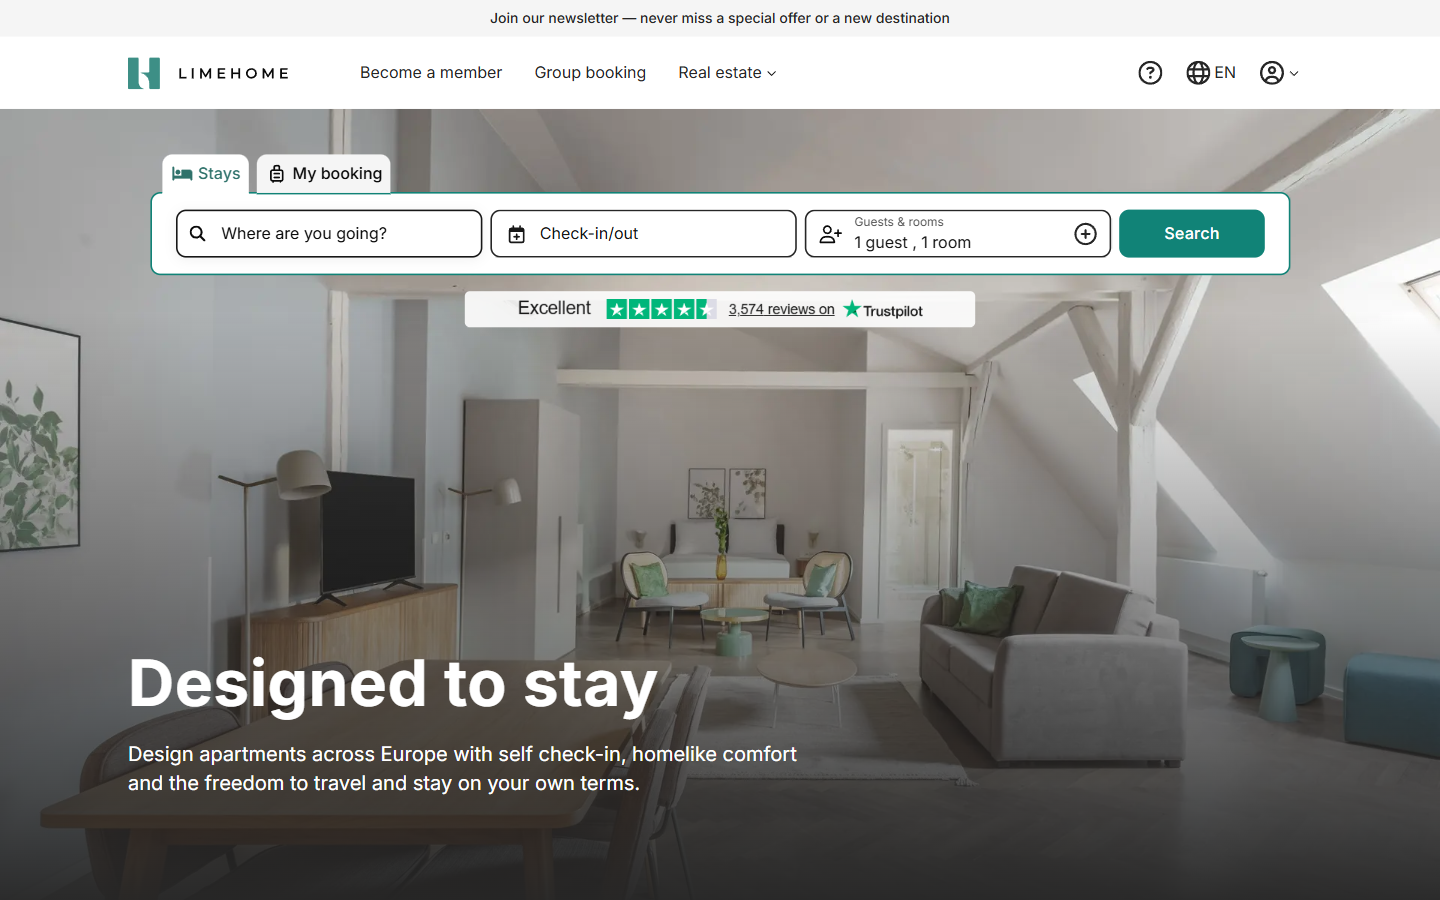 Join our newsletter — never miss a special offer or a new destination
LIMEHOME
Become a member
Group booking
Real estate
EN
Stays
My booking
Where are you going?
Check-in/out
Guests & rooms
1 guest , 1 room
Search
Excellent
3,574 reviews on
Trustpilot
Designed to stay
Design apartments across Europe with self check-in, homelike comfort
and the freedom to travel and stay on your own terms.